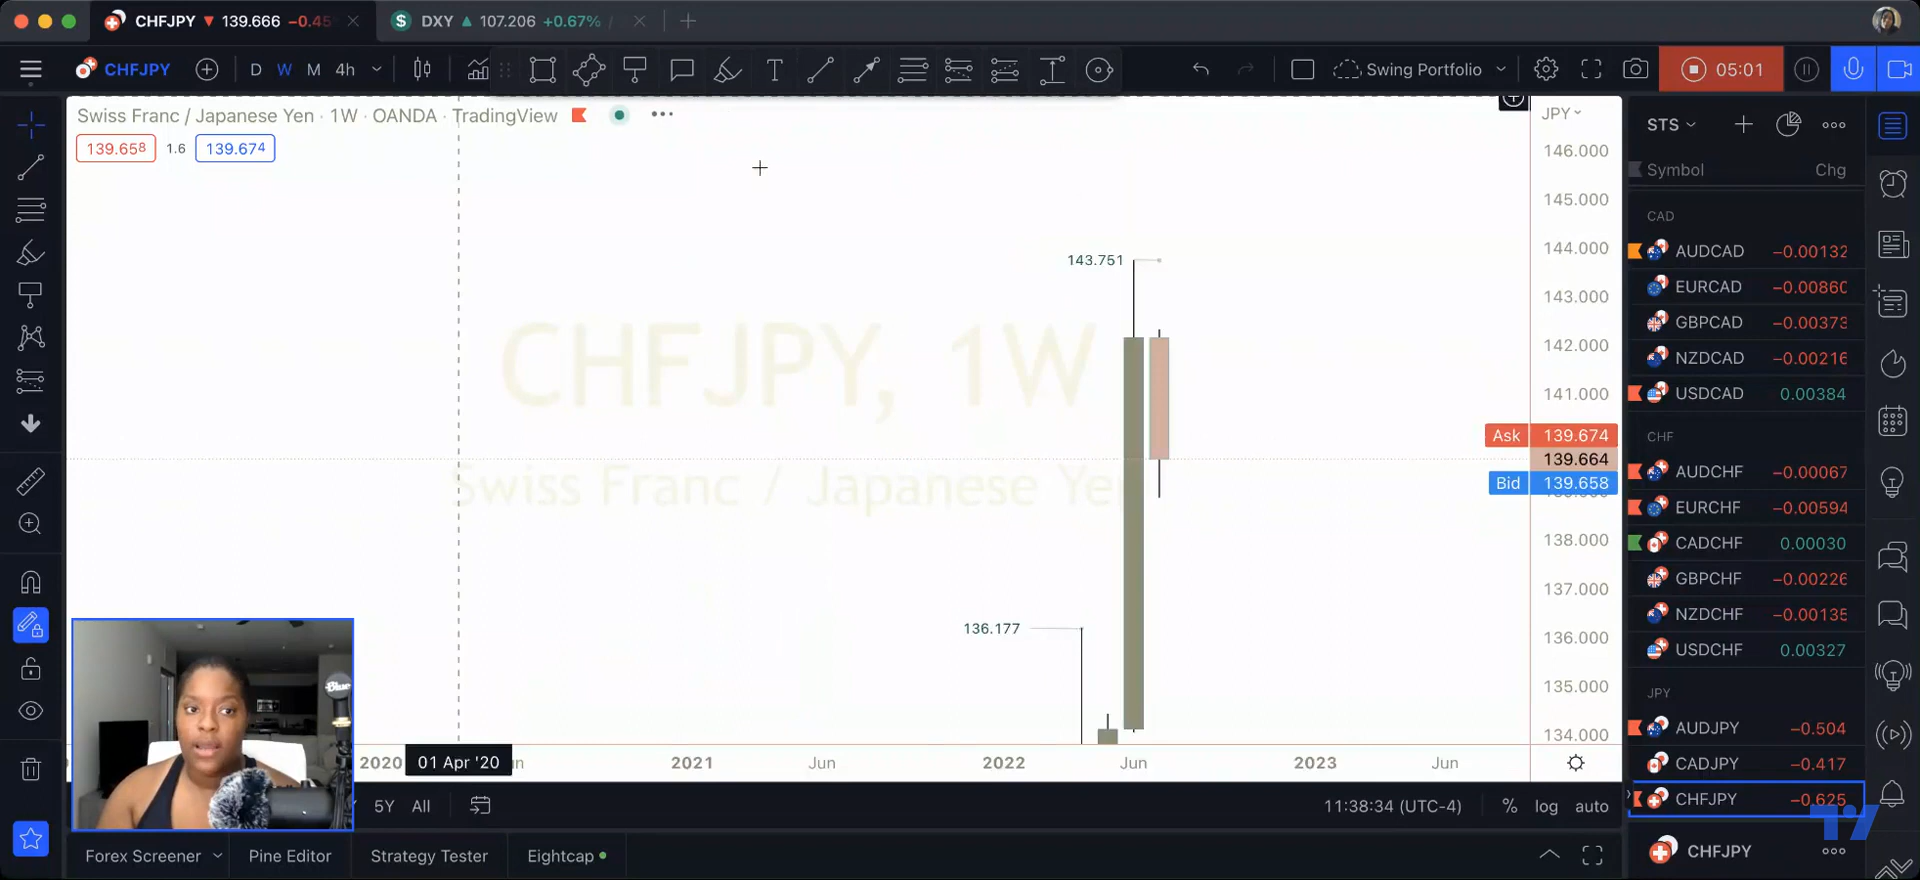 CHFJPY ▼ 139.666 −0.45
DXY ▲ 107.206 +0.67% /
CHFJPY
D W M 4h
Swing Portfolio
05:01
Swiss Franc / Japanese Yen · 1W · OANDA · TradingView
139.658 1.6 139.674
JPY
STS
Symbol Chg
146.000
145.000
144.000
143.000
142.000
141.000
Ask 139.674
139.664
Bid 139.658
138.000
137.000
136.000
135.000
134.000
143.751
136.177
CHFJPY, 1W
Swiss Franc / Japanese Yen
CAD
AUDCAD −0.00132
EURCAD −0.00860
GBPCAD −0.00373
NZDCAD −0.00216
USDCAD 0.00384
CHF
AUDCHF −0.00067
EURCHF −0.00594
CADCHF 0.00030
GBPCHF −0.00226
NZDCHF −0.00135
USDCHF 0.00327
JPY
AUDJPY −0.504
CADJPY −0.417
CHFJPY −0.625
CHFJPY
Blue
2020 01 Apr '20 2021 Jun 2022 Jun 2023 Jun
5Y All
11:38:34 (UTC-4) % log auto
Forex Screener Pine Editor Strategy Tester Eightcap